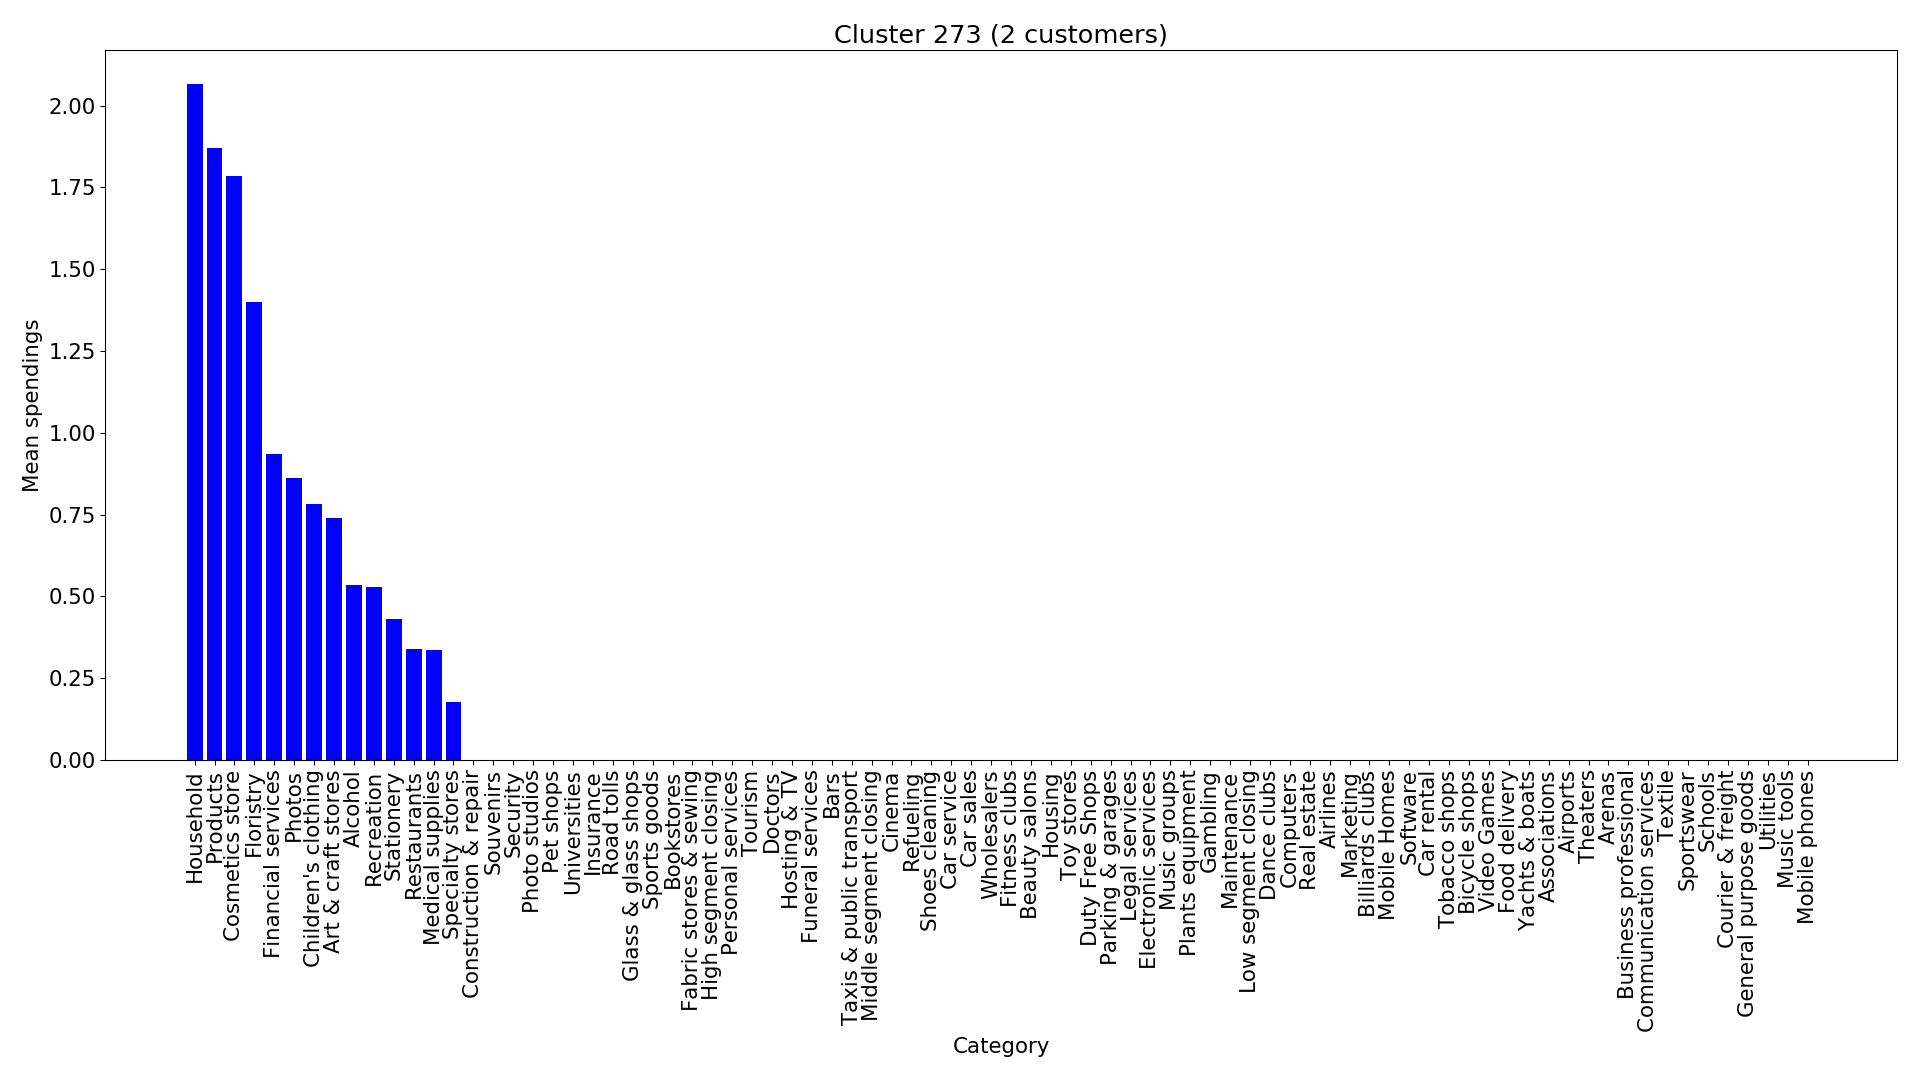 Cluster 273 (2 customers)
Mean spendings
2.00
1.75
1.50
1.25
1.00
0.75
0.50
0.25
0.00
Household
Products
Cosmetics store
Floristry
Financial services
Photos
Children's clothing
Art & craft stores
Alcohol
Recreation
Stationery
Restaurants
Medical supplies
Specialty stores
Construction & repair
Souvenirs
Security
Photo studios
Pet shops
Universities
Insurance
Road tolls
Glass & glass shops
Sports goods
Bookstores
Fabric stores & sewing
High segment closing
Personal services
Tourism
Doctors
Hosting & TV
Funeral services
Bars
Taxis & public transport
Middle segment closing
Cinema
Refueling
Shoes cleaning
Car service
Car sales
Wholesalers
Fitness clubs
Beauty salons
Housing
Toy stores
Duty Free Shops
Parking & garages
Legal services
Electronic services
Music groups
Plants equipment
Gambling
Maintenance
Low segment closing
Dance clubs
Computers
Real estate
Airlines
Marketing
Billiards clubs
Mobile Homes
Software
Car rental
Tobacco shops
Bicycle shops
Video Games
Food delivery
Yachts & boats
Associations
Airports
Theaters
Arenas
Business professional
Communication services
Textile
Sportswear
Schools
Courier & freight
General purpose goods
Utilities
Music tools
Mobile phones
Category